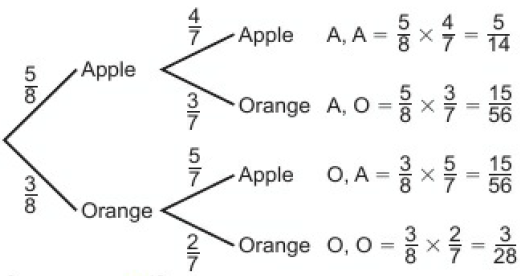 4/7 Apple A, A = 5/8 × 4/7 = 5/14
5/8 Apple
3/7 Orange A, O = 5/8 × 3/7 = 15/56
5/7 Apple O, A = 3/8 × 5/7 = 15/56
3/8 Orange
2/7 Orange O, O = 3/8 × 2/7 = 3/28